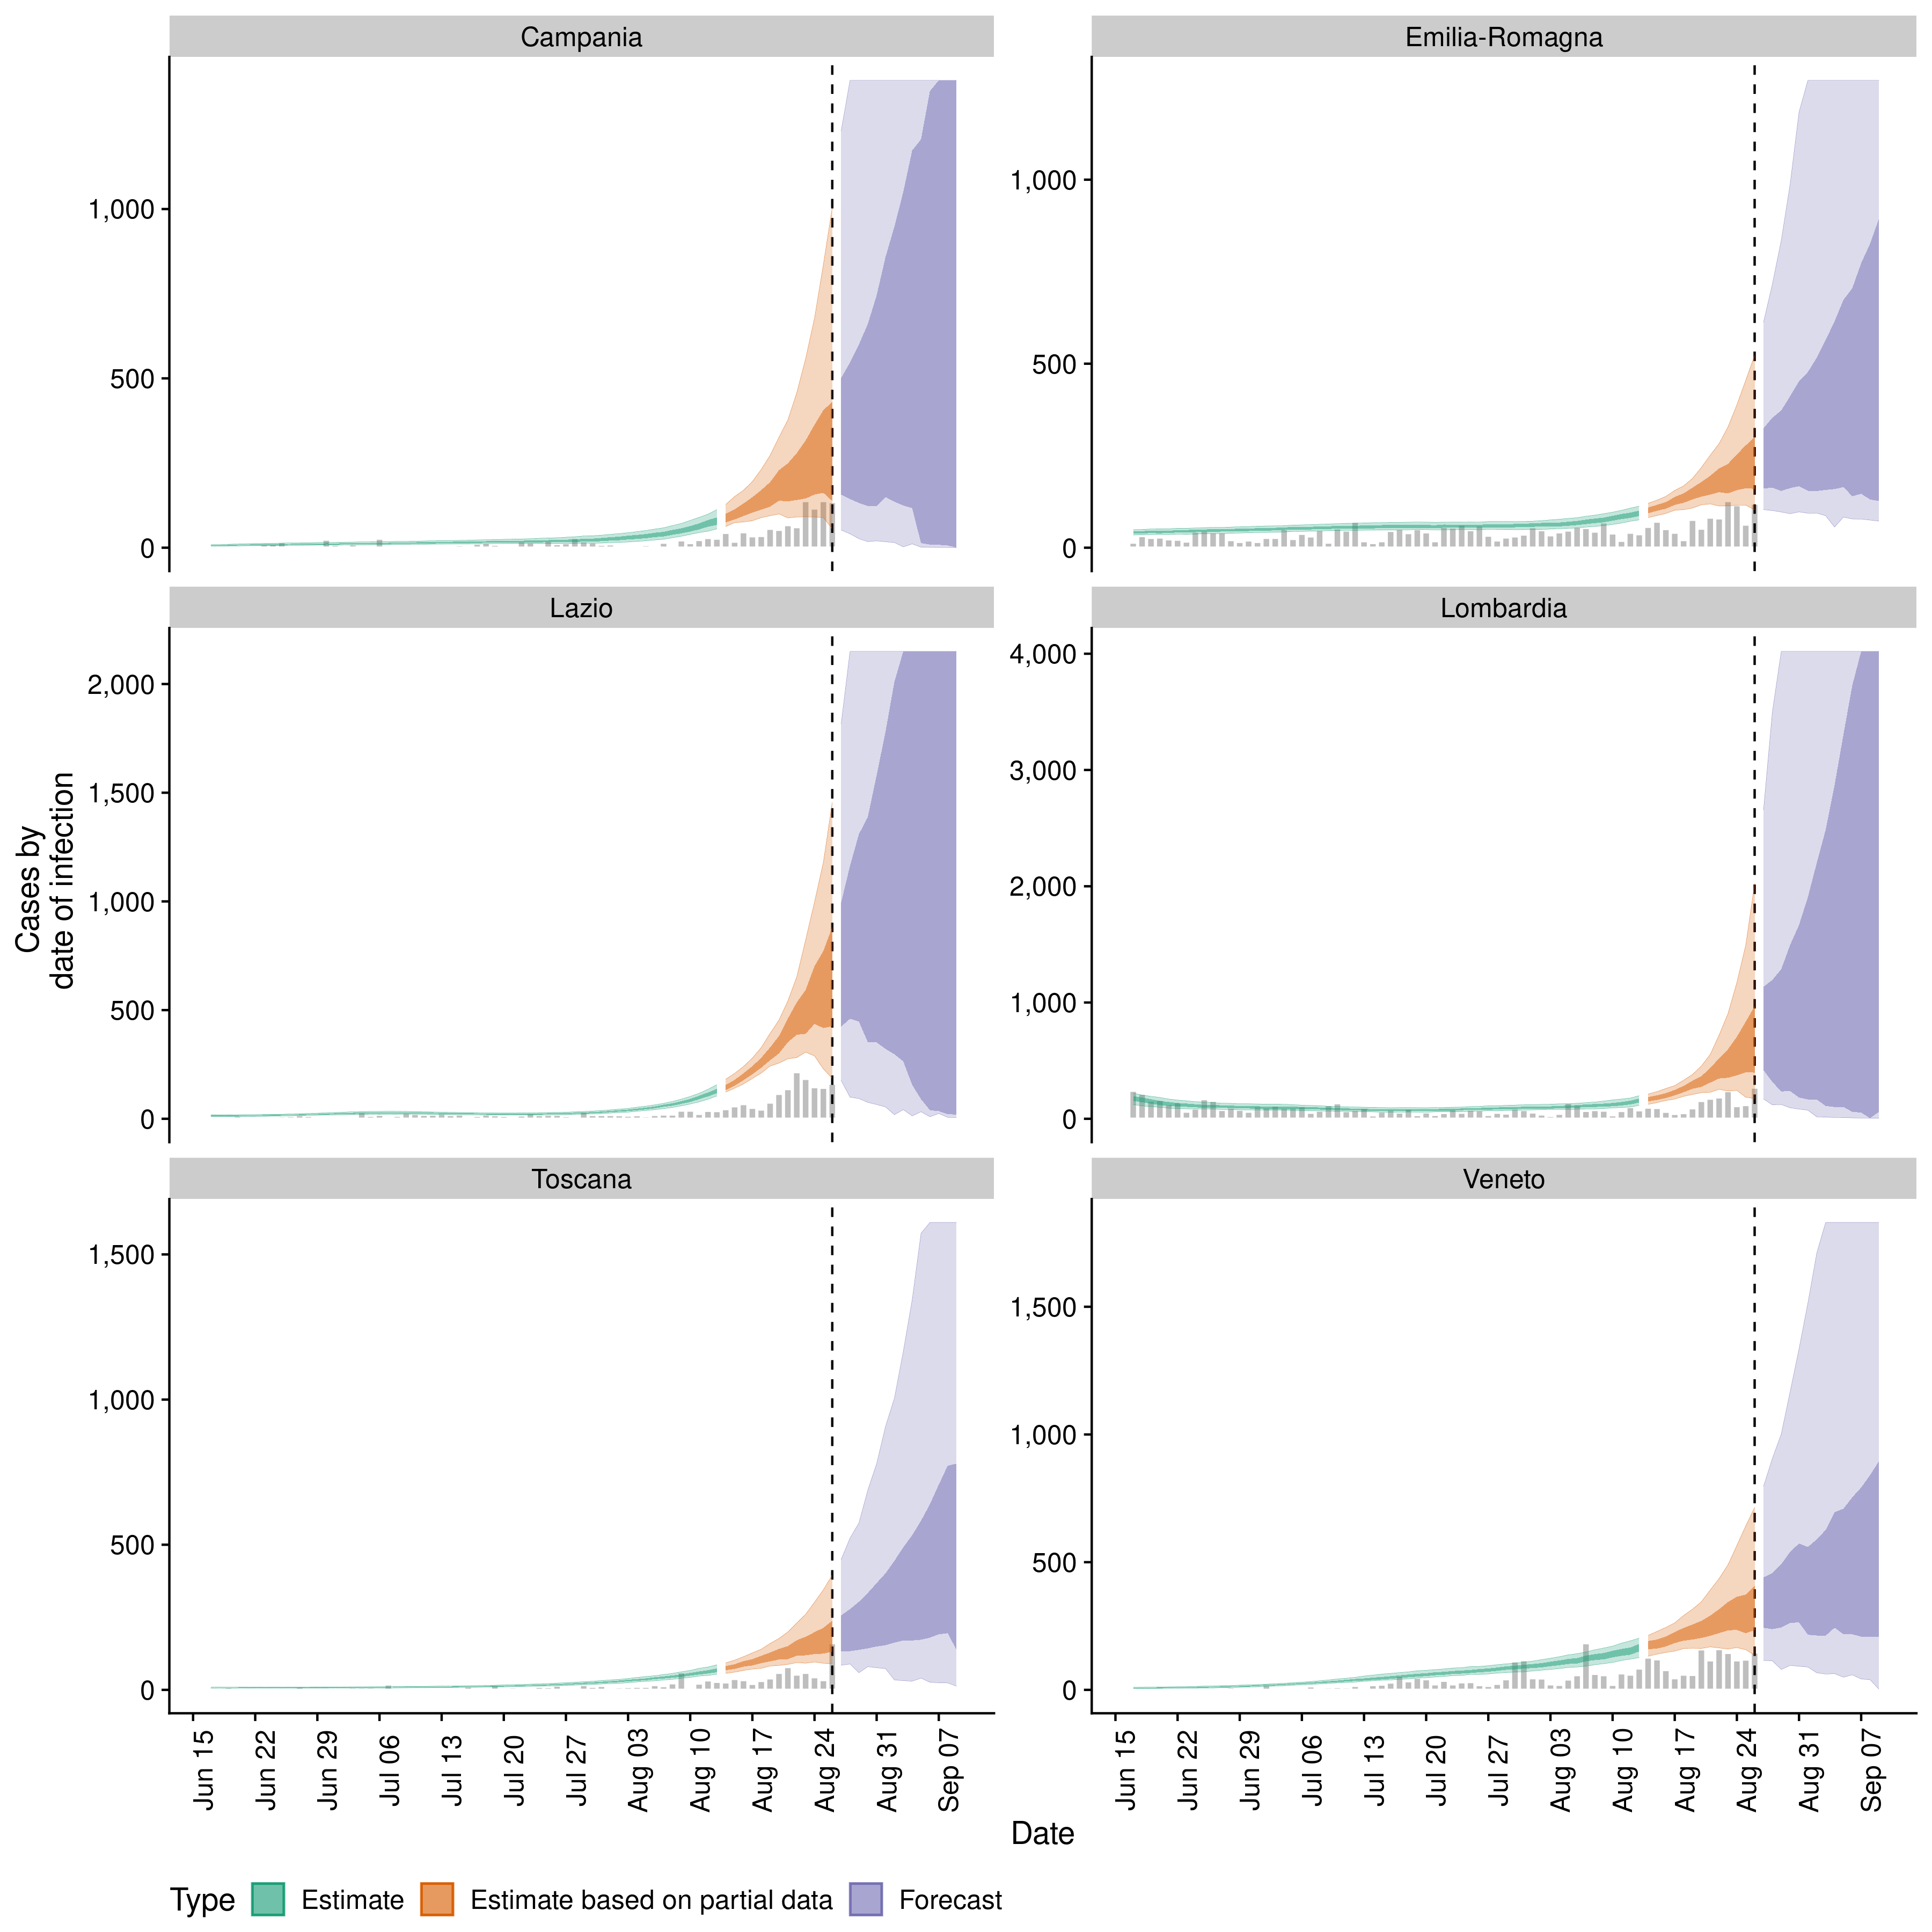 Campania
Emilia-Romagna
1,000
500
0
1,000
500
0
Lazio
Lombardia
2,000
1,500
1,000
500
0
4,000
3,000
2,000
1,000
0
Cases by
date of infection
Toscana
Veneto
1,500
1,000
500
0
1,500
1,000
500
0
Jun 15
Jun 22
Jun 29
Jul 06
Jul 13
Jul 20
Jul 27
Aug 03
Aug 10
Aug 17
Aug 24
Aug 31
Sep 07
Jun 15
Jun 22
Jun 29
Jul 06
Jul 13
Jul 20
Jul 27
Aug 03
Aug 10
Aug 17
Aug 24
Aug 31
Sep 07
Date
Type Estimate Estimate based on partial data Forecast